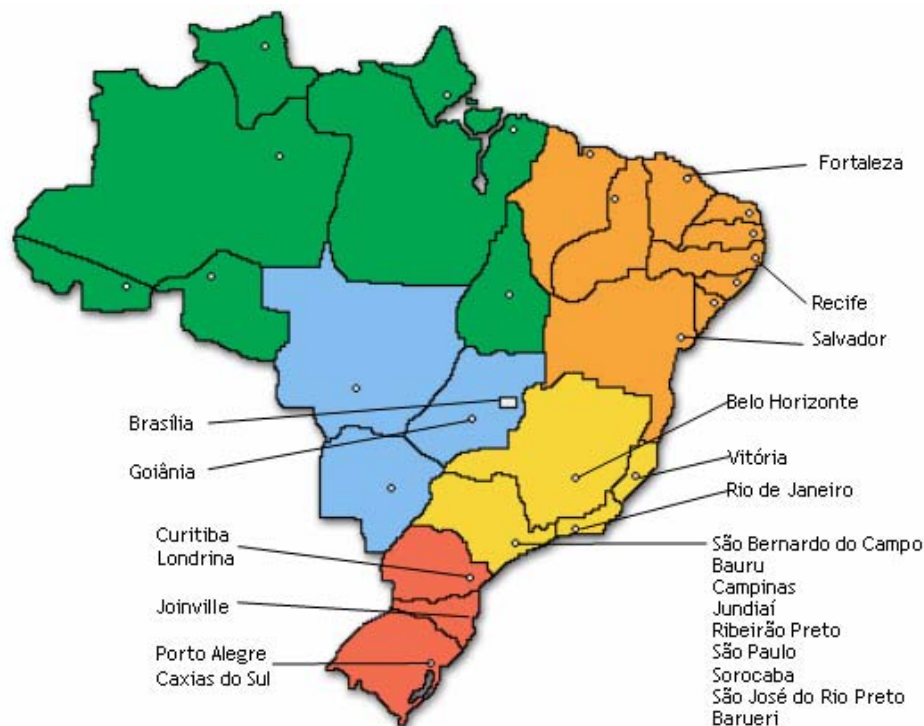 Fortaleza
Recife
Salvador
Belo Horizonte
Brasília
Goiânia
Vitória
Rio de Janeiro
Curitiba
Londrina
Joinville
Porto Alegre
Caxias do Sul
São Bernardo do Campo
Bauru
Campinas
Jundiaí
Ribeirão Preto
São Paulo
Sorocaba
São José do Rio Preto
Barueri